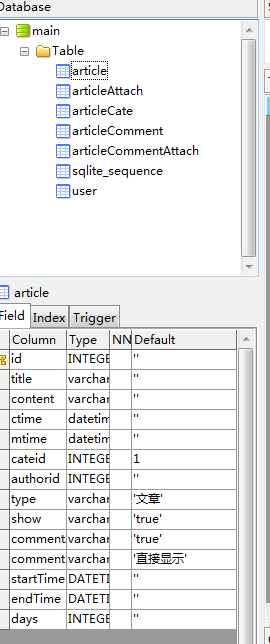 Database
main
Table
article
articleAttach
articleCate
articleComment
articleCommentAttach
sqlite_sequence
user
article
Field Index Trigger
Column Type NN Default
id INTEGE ''
title varchar ''
content varchar ''
ctime datetim ''
mtime datetim ''
cateid INTEGE 1
authorid INTEGE ''
type varchar '文章'
show varchar 'true'
comment varchar 'true'
comment varchar '直接显示'
startTime DATETI ''
endTime DATETI ''
days INTEGE ''